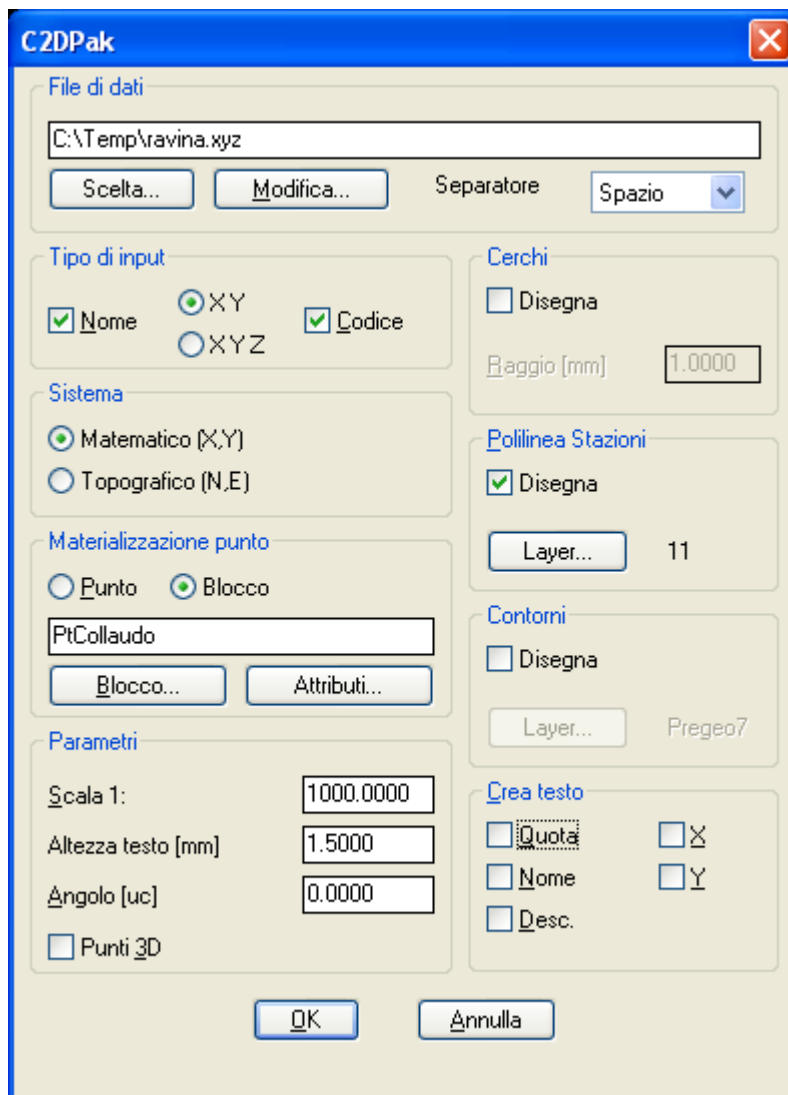 C2DPak
File di dati
C:\Temp\ravina.xyz
Scelta... Modifica... Separatore Spazio
Tipo di input
Nome X Y Codice
X Y Z
Sistema
Matematico (X,Y)
Topografico (N,E)
Materializzazione punto
Punto Blocco
PtCollaudo
Blocco... Attributi...
Parametri
Scala 1: 1000.0000
Altezza testo [mm] 1.5000
Angolo [uc] 0.0000
Punti 3D
Cerchi
Disegna
Raggio [mm] 1.0000
Polilinea Stazioni
Disegna
Layer... 11
Contorni
Disegna
Layer... Pregeo7
Crea testo
Quota X
Nome Y
Desc.
OK Annulla